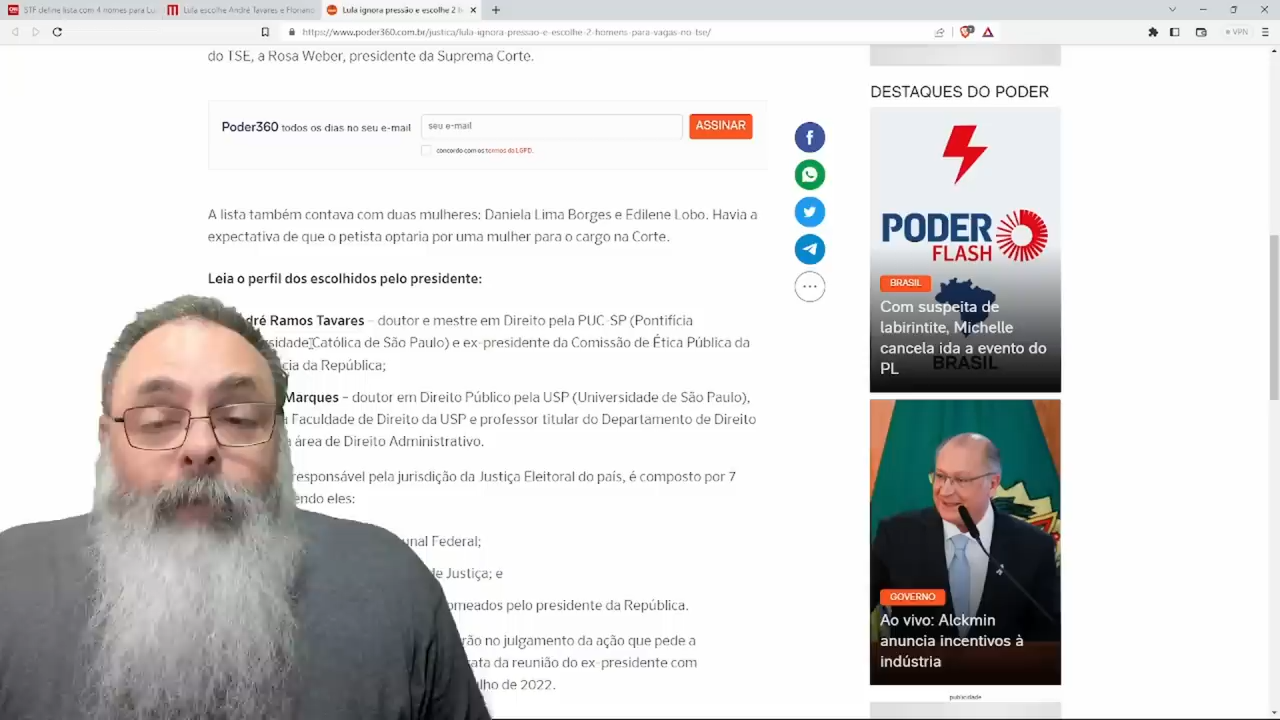 STF define lista com 4 nomes para Lu
Lula escolhe André Tavares e Floriano
Lula ignora pressão e escolhe 2 h
https://www.poder360.com.br/justica/lula-ignora-pressao-e-escolhe-2-homens-para-vagas-no-tse/
VPN
do TSE, a Rosa Weber, presidente da Suprema Corte.
Poder360 todos os dias no seu e-mail
seu e-mail
ASSINAR
concordo com os termos da LGPD.
A lista também contava com duas mulheres: Daniela Lima Borges e Edilene Lobo. Havia a
expectativa de que o petista optaria por uma mulher para o cargo na Corte.
Leia o perfil dos escolhidos pelo presidente:
Ramos Tavares – doutor e mestre em Direito pela PUC-SP (Pontifícia
Católica de São Paulo) e ex-presidente da Comissão de Ética Pública da
da República;
Marques – doutor em Direito Público pela USP (Universidade de São Paulo),
Faculdade de Direito da USP e professor titular do Departamento de Direito
área de Direito Administrativo.
responsável pela jurisdição da Justiça Eleitoral do país, é composto por 7
eles:
Federal;
de Justiça; e
pelo presidente da República.
no julgamento da ação que pede a
da reunião do ex-presidente com
de 2022.
DESTAQUES DO PODER
PODER
FLASH
BRASIL
BRASIL
Com suspeita de
labirintite, Michelle
cancela ida a evento do
PL
GOVERNO
Ao vivo: Alckmin
anuncia incentivos à
indústria
publicidade